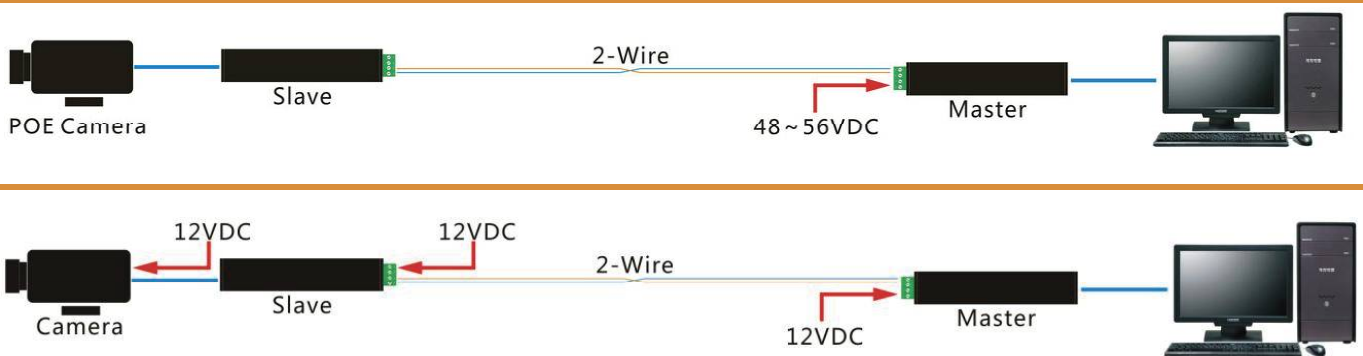 2-Wire
Slave
Master
POE Camera
48~56VDC
12VDC
12VDC
2-Wire
Slave
Master
Camera
12VDC